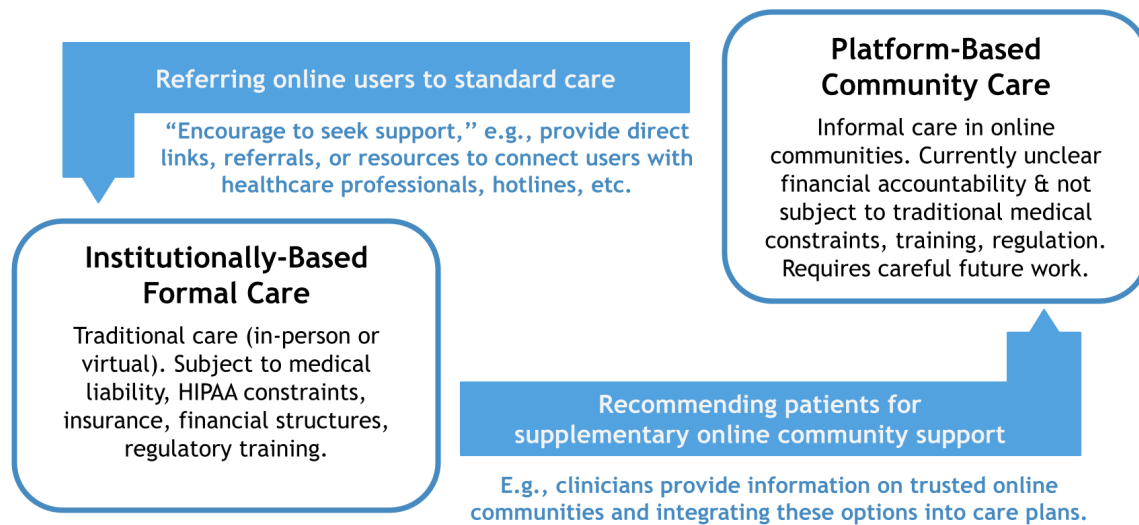 Referring online users to standard care
“Encourage to seek support,” e.g., provide direct
links, referrals, or resources to connect users with
healthcare professionals, hotlines, etc.
Platform-Based
Community Care
Informal care in online
communities. Currently unclear
financial accountability & not
subject to traditional medical
constraints, training, regulation.
Requires careful future work.
Institutionally-Based
Formal Care
Traditional care (in-person or
virtual). Subject to medical
liability, HIPAA constraints,
insurance, financial structures,
regulatory training.
Recommending patients for
supplementary online community support
E.g., clinicians provide information on trusted online
communities and integrating these options into care plans.